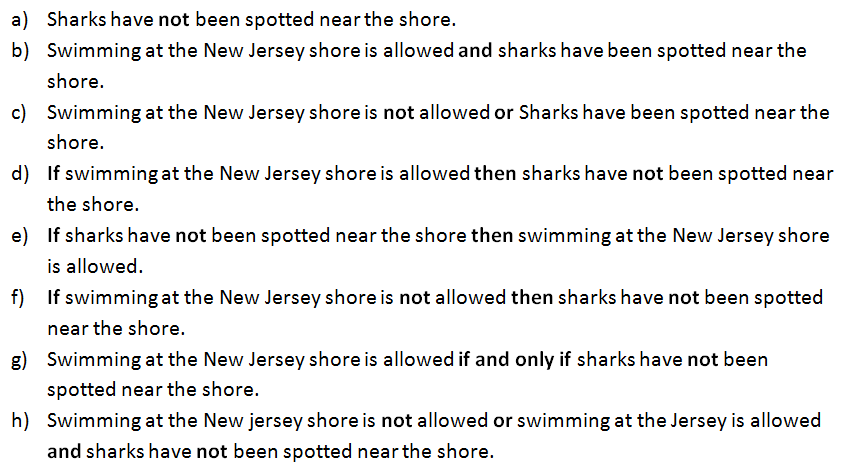 a) Sharks have not been spotted near the shore.
b) Swimming at the New Jersey shore is allowed and sharks have been spotted near the
shore.
c) Swimming at the New Jersey shore is not allowed or Sharks have been spotted near the
shore.
d) If swimming at the New Jersey shore is allowed then sharks have not been spotted near
the shore.
e) If sharks have not been spotted near the shore then swimming at the New Jersey shore
is allowed.
f) If swimming at the New Jersey shore is not allowed then sharks have not been spotted
near the shore.
g) Swimming at the New Jersey shore is allowed if and only if sharks have not been
spotted near the shore.
h) Swimming at the New jersey shore is not allowed or swimming at the Jersey is allowed
and sharks have not been spotted near the shore.